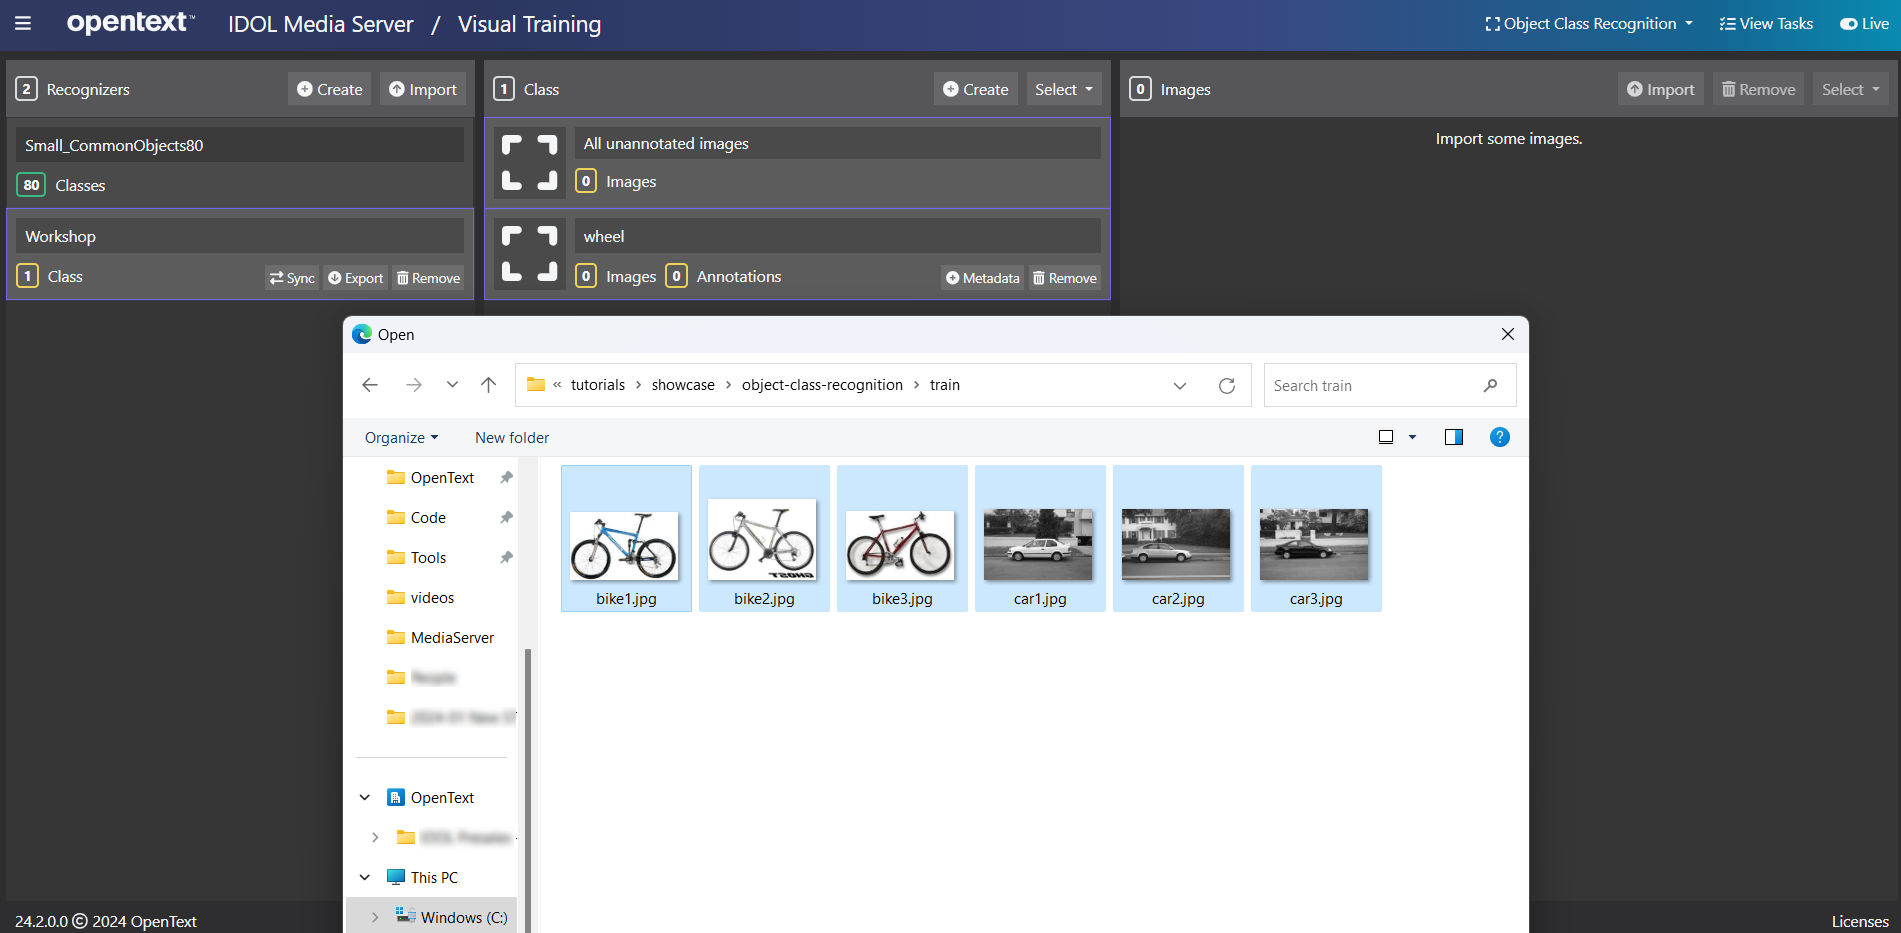 opentext™ IDOL Media Server / Visual Training Object Class Recognition View Tasks Live
2 Recognizers Create Import
Small_CommonObjects80
80 Classes
Workshop
1 Class Sync Export Remove
1 Class Create Select
All unannotated images
0 Images
wheel
0 Images 0 Annotations Metadata Remove
0 Images Import Remove Select
Import some images.
Open
« tutorials › showcase › object-class-recognition › train
Search train
Organize New folder
?
OpenText
Code
Tools
videos
MediaServer
OpenText
This PC
Windows (C:)
bike1.jpg bike2.jpg bike3.jpg car1.jpg car2.jpg car3.jpg
24.2.0.0 © 2024 OpenText
Licenses